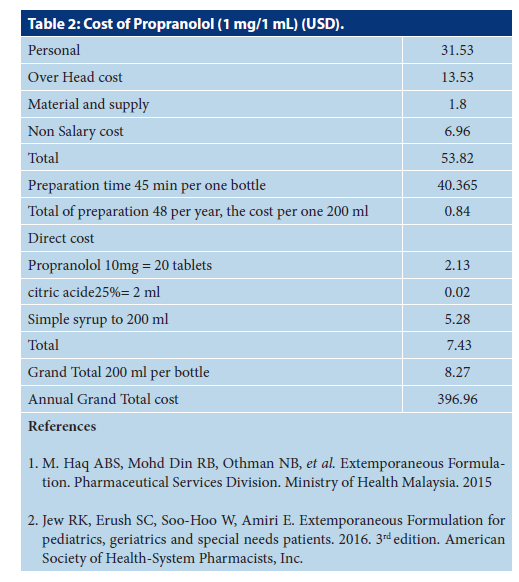 Table 2: Cost of Propranolol (1 mg/1 mL) (USD).
Personal 31.53
Over Head cost 13.53
Material and supply 1.8
Non Salary cost 6.96
Total 53.82
Preparation time 45 min per one bottle 40.365
Total of preparation 48 per year, the cost per one 200 ml 0.84
Direct cost
Propranolol 10mg = 20 tablets 2.13
citric acide25%= 2 ml 0.02
Simple syrup to 200 ml 5.28
Total 7.43
Grand Total 200 ml per bottle 8.27
Annual Grand Total cost 396.96
References
1. M. Haq ABS, Mohd Din RB, Othman NB, et al. Extemporaneous Formula-
tion. Pharmaceutical Services Division. Ministry of Health Malaysia. 2015
2. Jew RK, Erush SC, Soo-Hoo W, Amiri E. Extemporaneous Formulation for
pediatrics, geriatrics and special needs patients. 2016. 3rd edition. American
Society of Health-System Pharmacists, Inc.